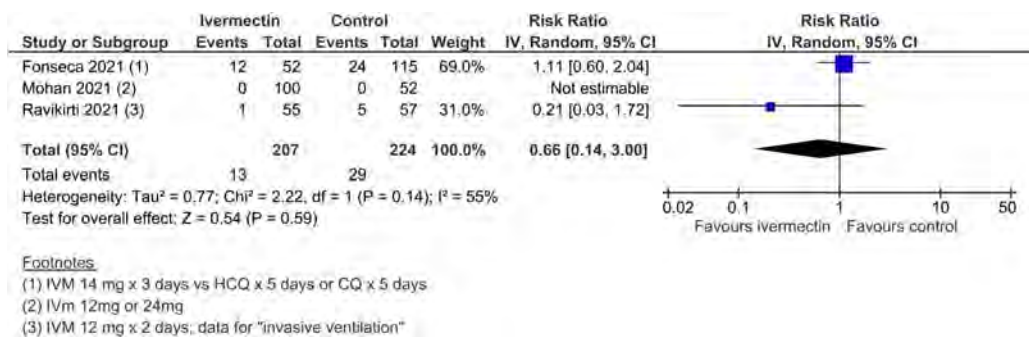 Ivermectin Control Risk Ratio Risk Ratio
Study or Subgroup Events Total Events Total Weight IV, Random, 95% CI IV, Random, 95% CI
Fonseca 2021 (1) 12 52 24 115 69.0% 1.11 [0.60, 2.04]
Mohan 2021 (2) 0 100 0 52 Not estimable
Ravikirti 2021 (3) 1 55 5 57 31.0% 0.21 [0.03, 1.72]
Total (95% CI) 207 224 100.0% 0.66 [0.14, 3.00]
Total events 13 29
Heterogeneity: Tau² = 0.77; Chi² = 2.22, df = 1 (P = 0.14); I² = 55%
Test for overall effect: Z = 0.54 (P = 0.59)
0.02 0.1 1 10 50
Favours ivermectin Favours control
Footnotes
(1) IVM 14 mg x 3 days vs HCQ x 5 days or CQ x 5 days
(2) IVm 12mg or 24mg
(3) IVM 12 mg x 2 days; data for "invasive ventilation"